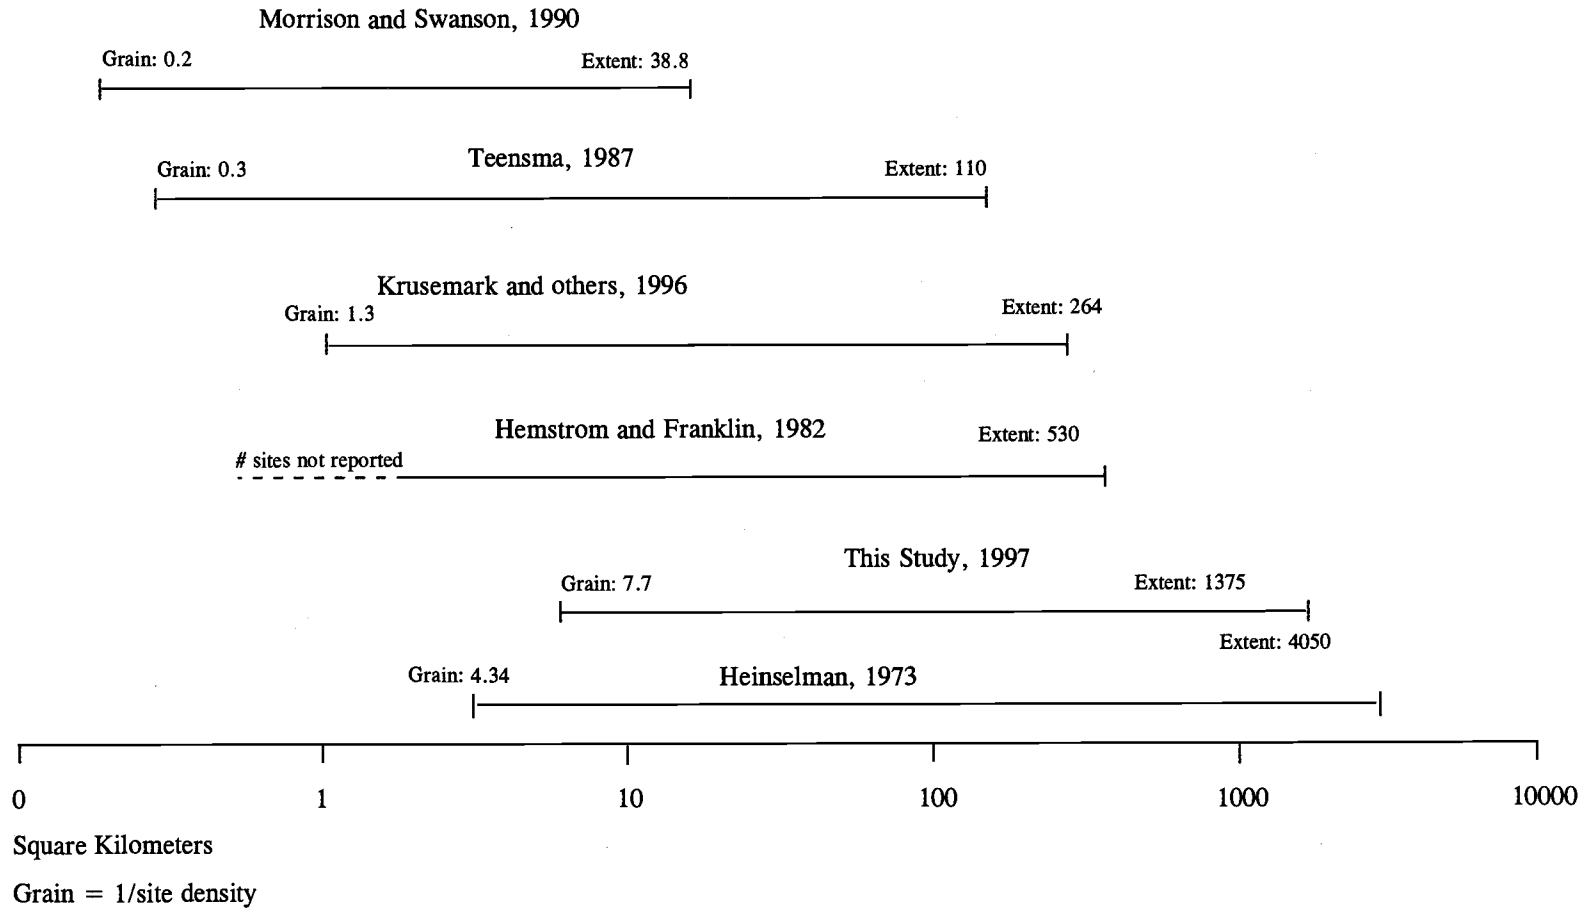 Morrison and Swanson, 1990
Grain: 0.2 Extent: 38.8
Teensma, 1987
Grain: 0.3 Extent: 110
Krusemark and others, 1996
Grain: 1.3 Extent: 264
Hemstrom and Franklin, 1982
Extent: 530
# sites not reported
This Study, 1997
Grain: 7.7 Extent: 1375
Extent: 4050
Grain: 4.34 Heinselman, 1973
0 1 10 100 1000 10000
Square Kilometers
Grain = 1/site density